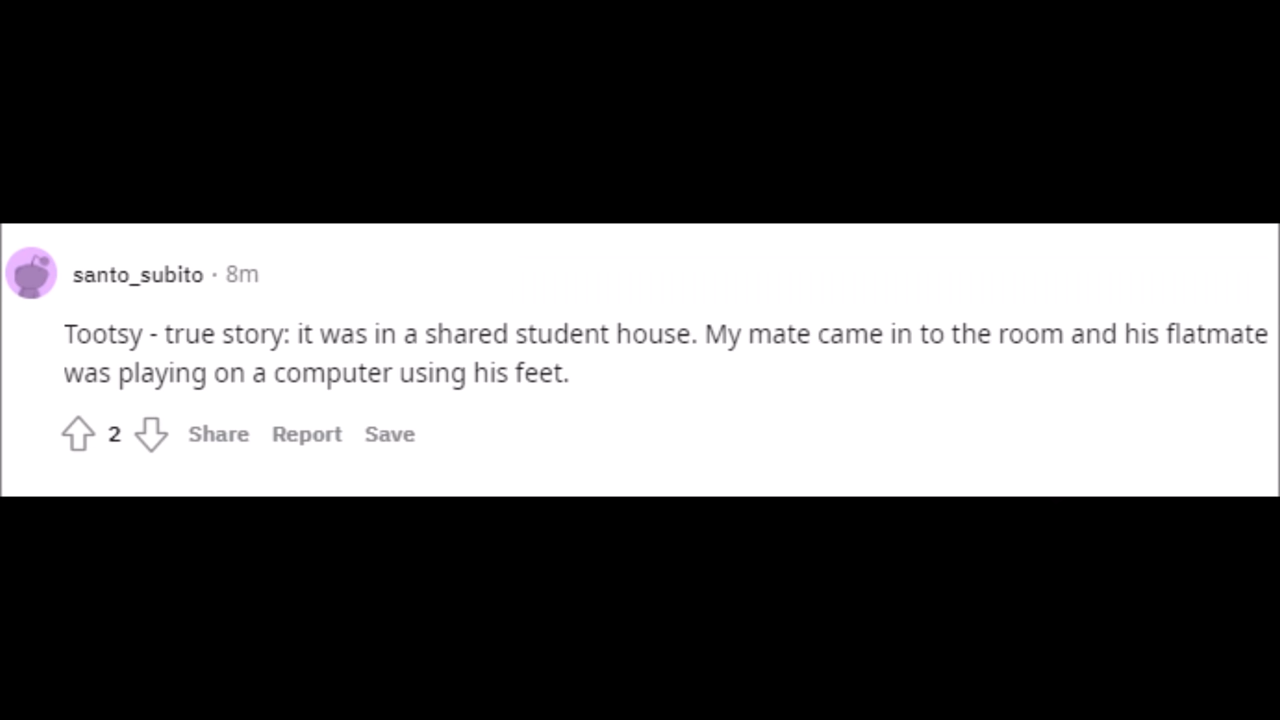 santo_subito · 8m
Tootsy - true story: it was in a shared student house. My mate came in to the room and his flatmate
was playing on a computer using his feet.
2 Share Report Save